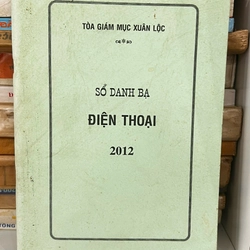 TÒA GIÁM MỤC XUÂN LỘC
SỔ DANH BẠ
ĐIỆN THOẠI
2012